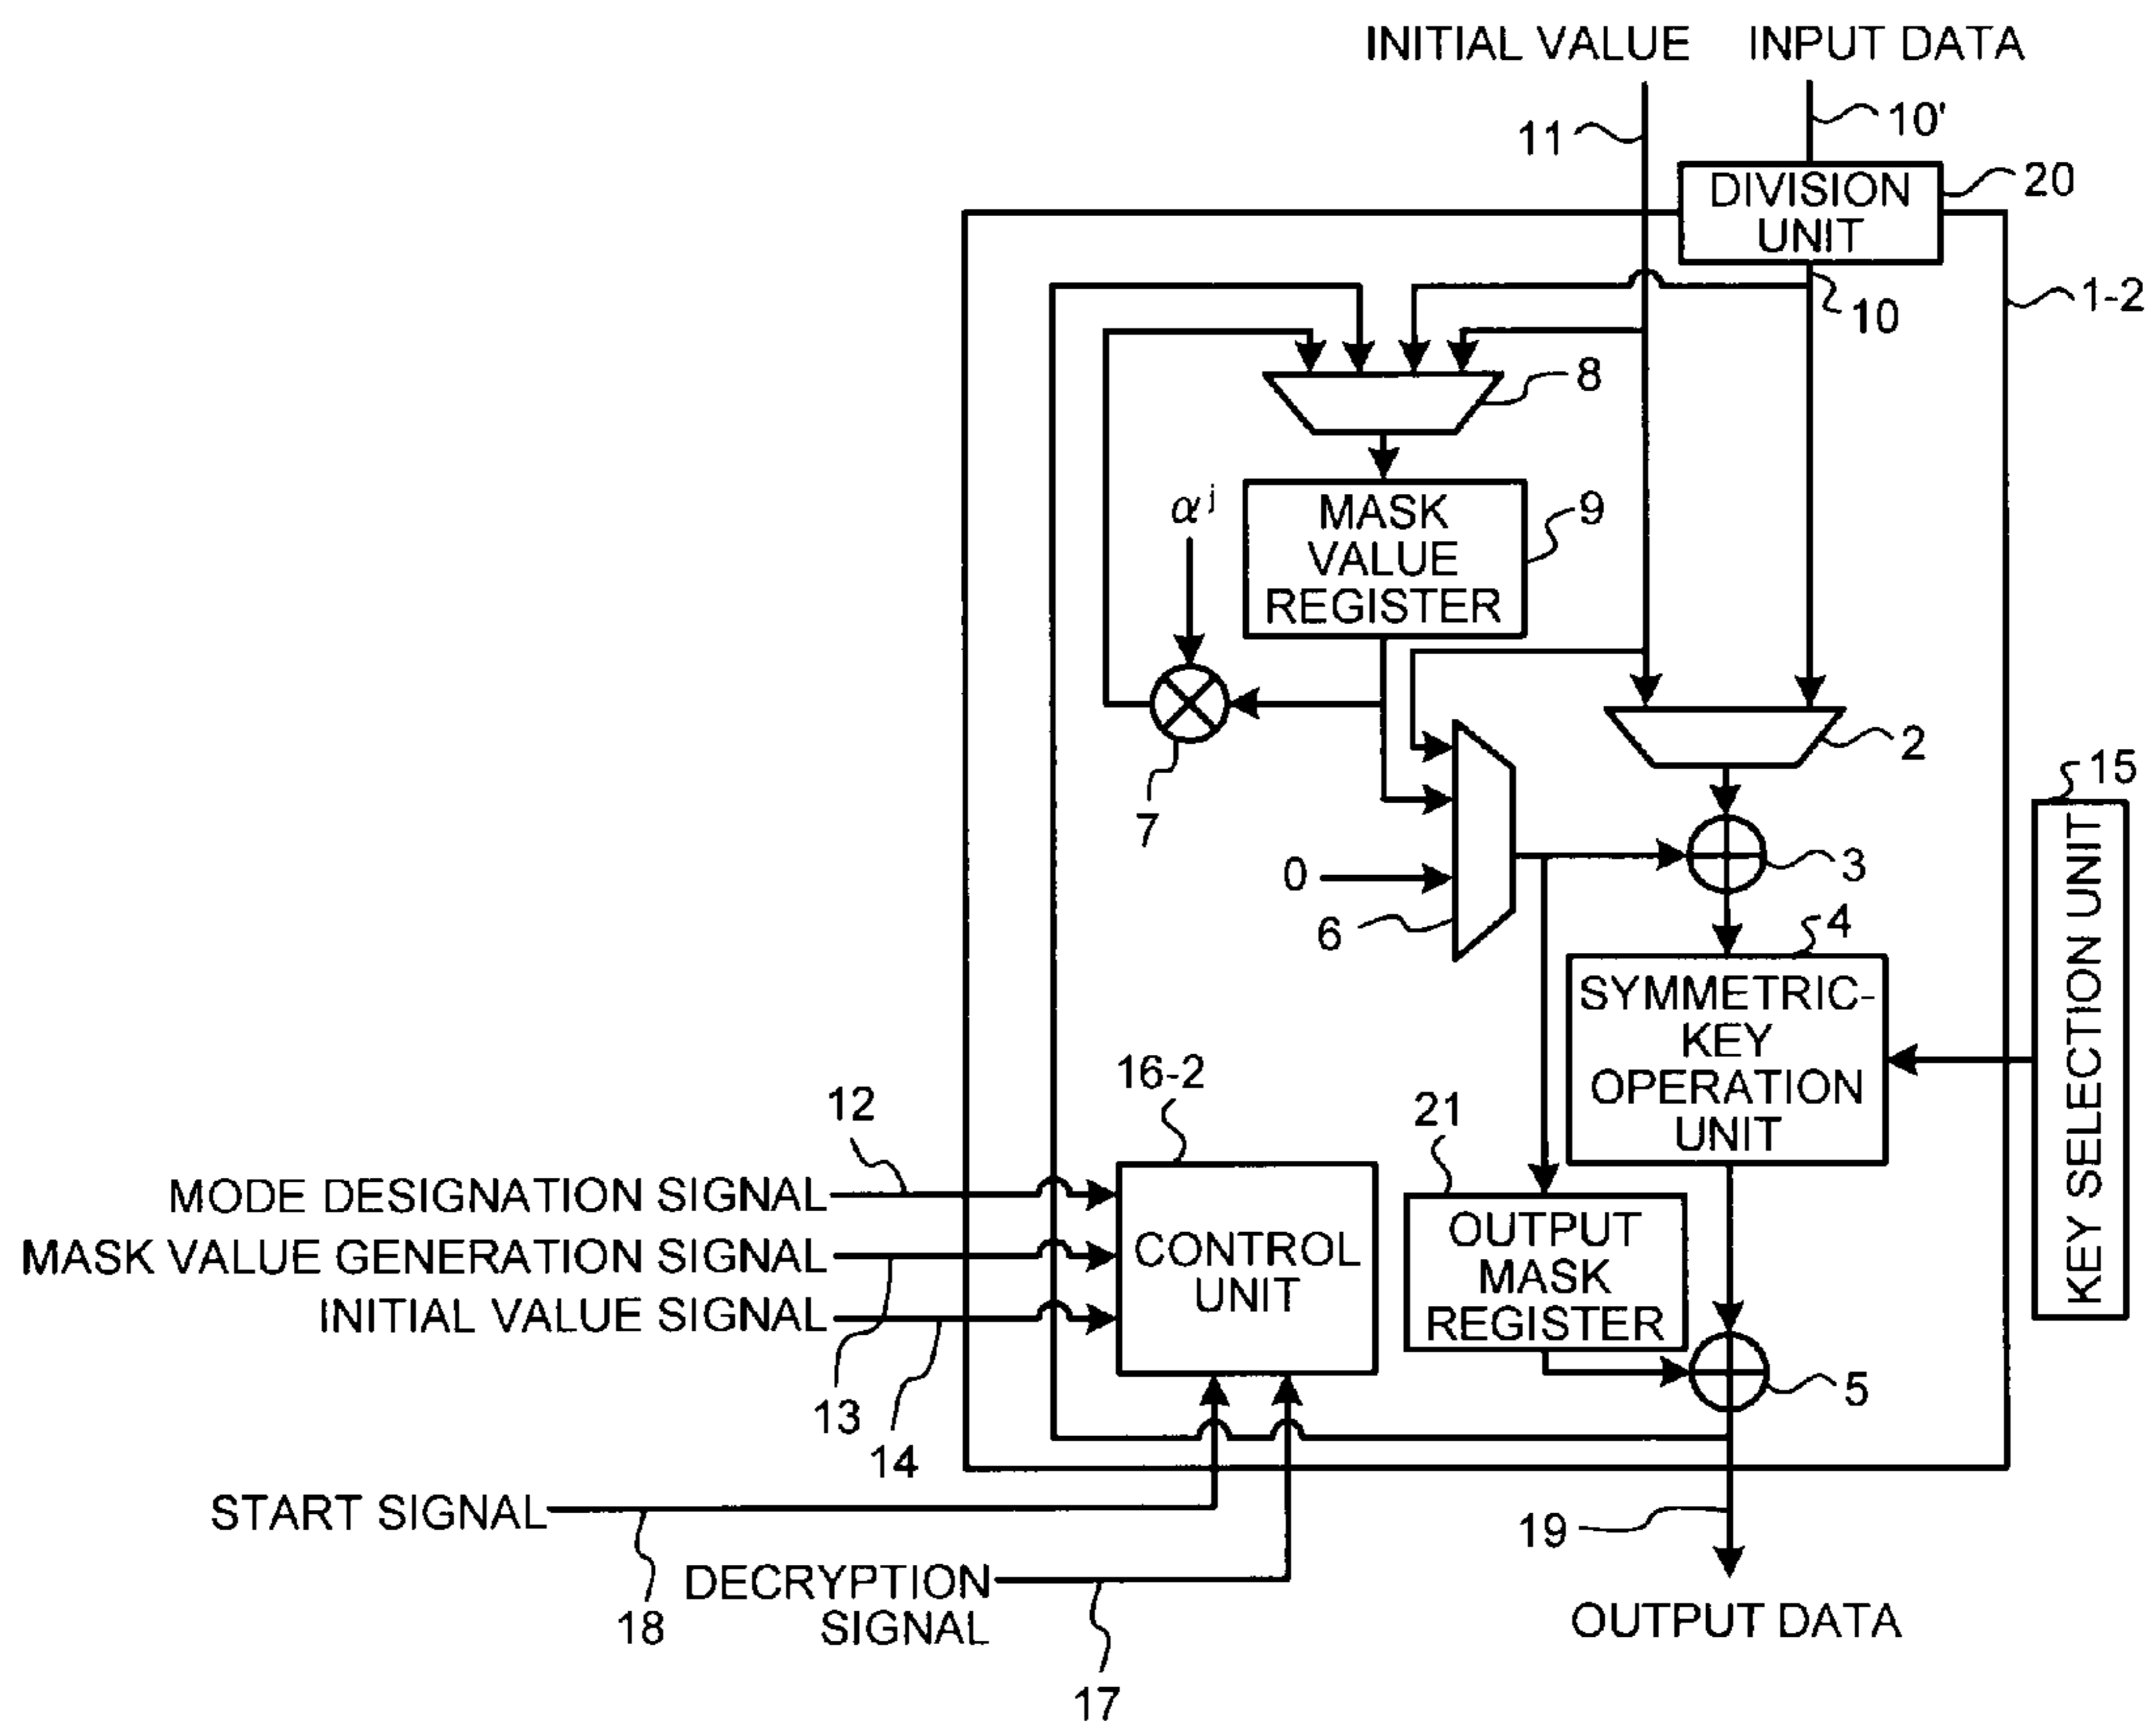 INITIAL VALUE
INPUT DATA
11
10'
DIVISION
UNIT
20
1-2
10
8
α j
MASK
VALUE
REGISTER
9
7
2
15
KEY SELECTION UNIT
0
6
3
4
SYMMETRIC-
KEY
OPERATION
UNIT
16-2
12
21
MODE DESIGNATION SIGNAL
MASK VALUE GENERATION SIGNAL
INITIAL VALUE SIGNAL
CONTROL
UNIT
OUTPUT
MASK
REGISTER
13
14
5
START SIGNAL
18
DECRYPTION
SIGNAL
17
19
OUTPUT DATA